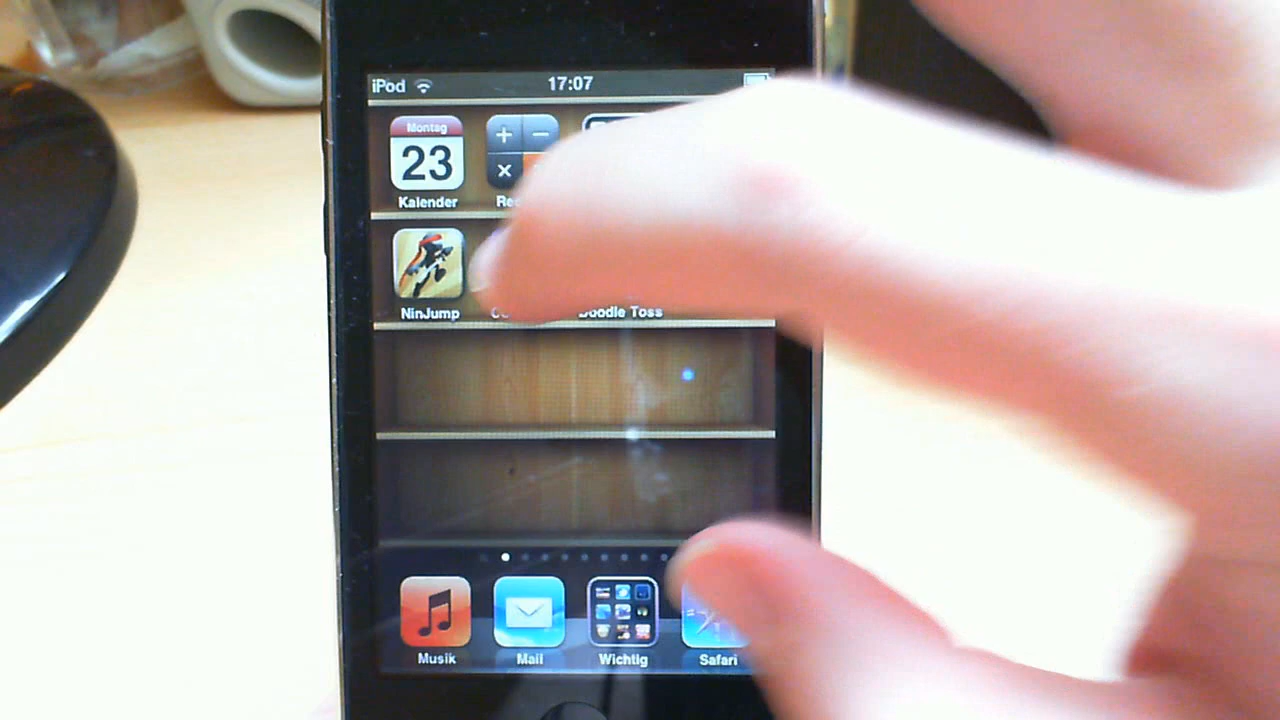 iPod 17:07
Montag
23
+ −
×
Kalender
NinJump Doodle Toss
Musik Mail Wichtig Safari